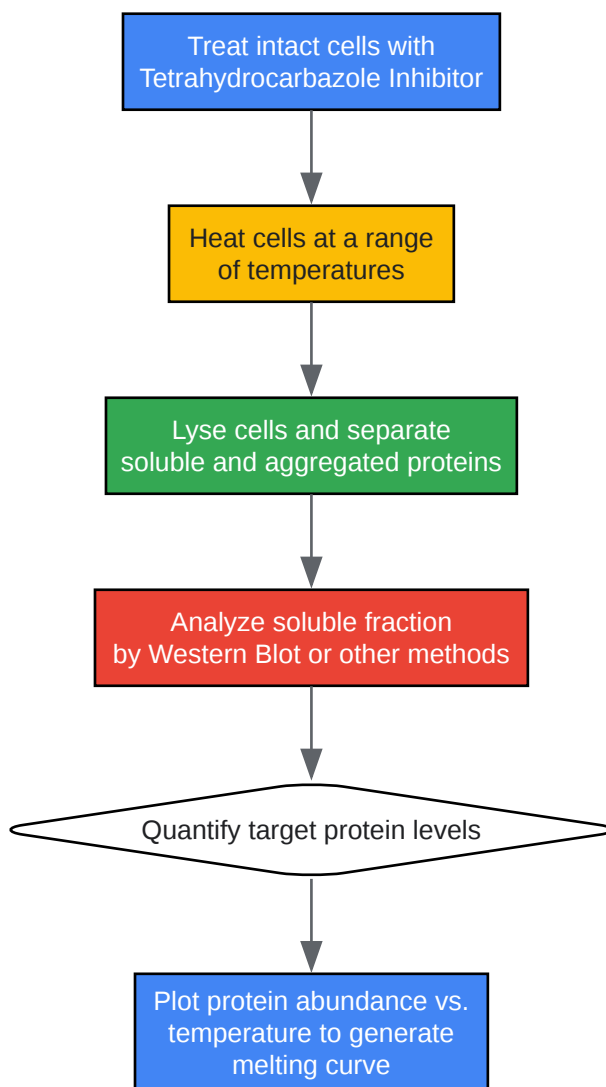 Treat intact cells with
Tetrahydrocarbazole Inhibitor
Heat cells at a range
of temperatures
Lyse cells and separate
soluble and aggregated proteins
Analyze soluble fraction
by Western Blot or other methods
Quantify target protein levels
Plot protein abundance vs.
temperature to generate
melting curve